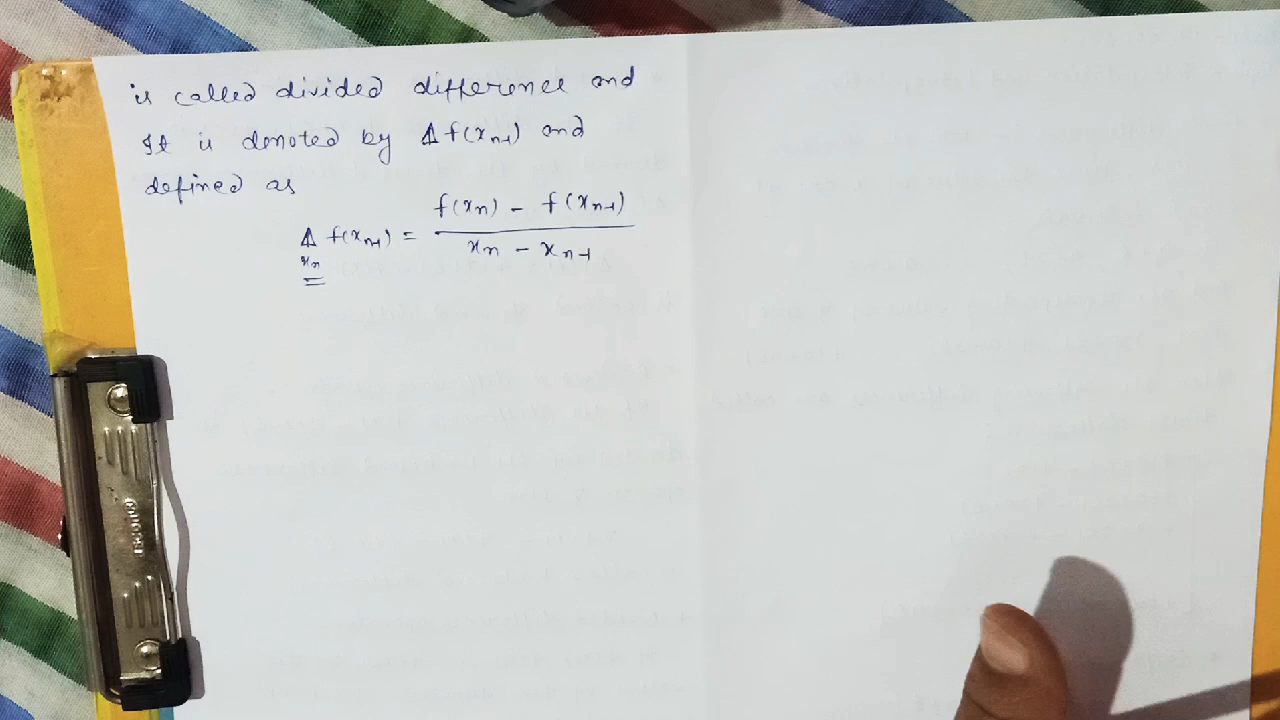 is called divided difference and
It is denoted by ⍋ f(xn-1) and
defined as
f(xn) - f(xn-1)
⍋ f(xn-1) =
xn
xn - xn-1